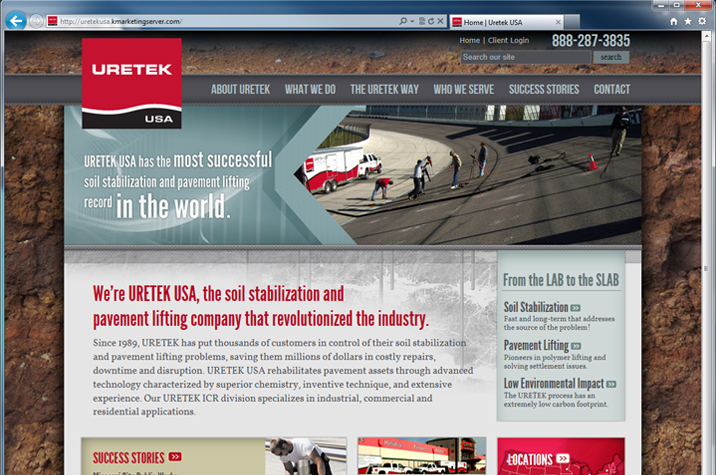 http://uretekusa.kmarketingserver.com/
Home | Uretek USA
Home | Client Login
888-287-3835
Search our site
search
URETEK
USA
ABOUT URETEK
WHAT WE DO
THE URETEK WAY
WHO WE SERVE
SUCCESS STORIES
CONTACT
URETEK USA has the most successful
soil stabilization and pavement lifting
record in the world.
We're URETEK USA, the soil stabilization and
pavement lifting company that revolutionized the industry.
Since 1989, URETEK has put thousands of customers in control of their soil stabilization
and pavement lifting problems, saving them millions of dollars in costly repairs,
downtime and disruption. URETEK USA rehabilitates pavement assets through advanced
technology characterized by superior chemistry, inventive technique, and extensive
experience. Our URETEK ICR division specializes in industrial, commercial and
residential applications.
From the LAB to the SLAB
Soil Stabilization >>
Fast and long-term that addresses
the source of the problem!
Pavement Lifting >>
Pioneers in polymer lifting and
solving settlement issues.
Low Environmental Impact >>
The URETEK process has an
extremely low carbon footprint.
SUCCESS STORIES >>
LOCATIONS >>